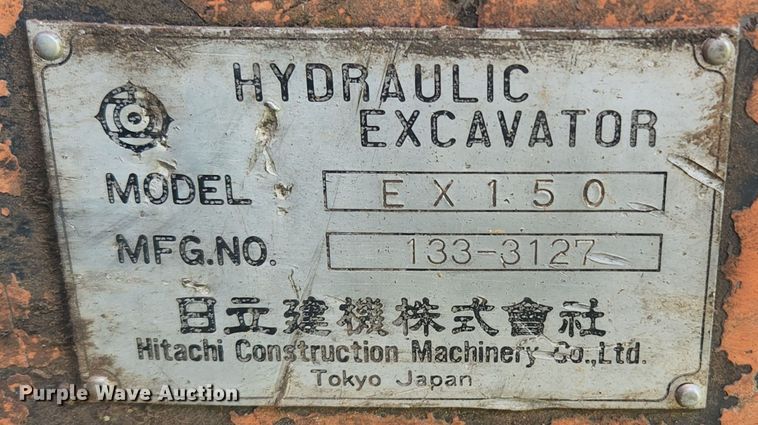 HYDRAULIC
EXCAVATOR
MODEL EX150
MFG.NO. 133-3127
日立建機株式會社
Hitachi Construction Machinery Co.,Ltd.
Tokyo Japan
Purple Wave Auction